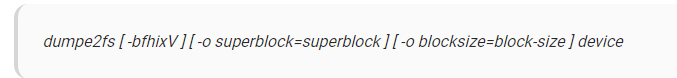 dumpe2fs [ -bfhixV ] [ -o superblock=superblock ] [ -o blocksize=block-size ] device